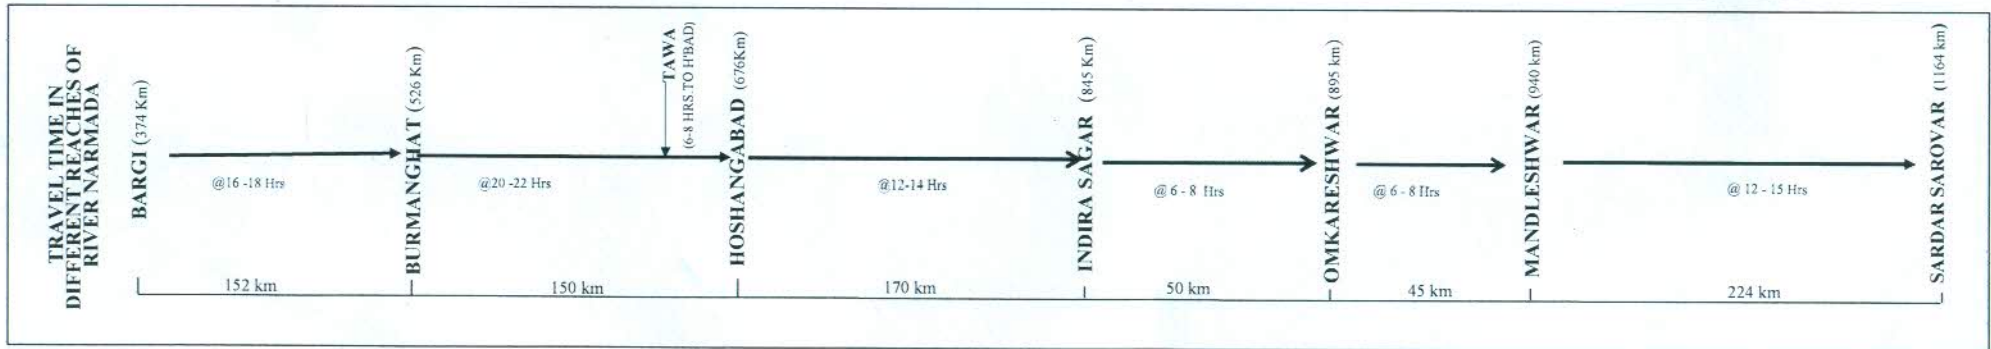 TRAVEL TIME IN
DIFFERENT REACHES OF
RIVER NARMADA
BARGI (374 Km)
@16 -18 Hrs
BURMANGHAT (526 Km)
@20 -22 Hrs
TAWA
(6-8 HRS.TO H'BAD)
HOSHANGABAD (676Km)
@12-14 Hrs
INDIRA SAGAR (845 Km)
@ 6 - 8 Hrs
OMKARESHWAR (895 km)
@ 6 - 8 Hrs
MANDLESHWAR (940 km)
@ 12 - 15 Hrs
SARDAR SAROVAR (1164 km)
152 km
150 km
170 km
50 km
45 km
224 km